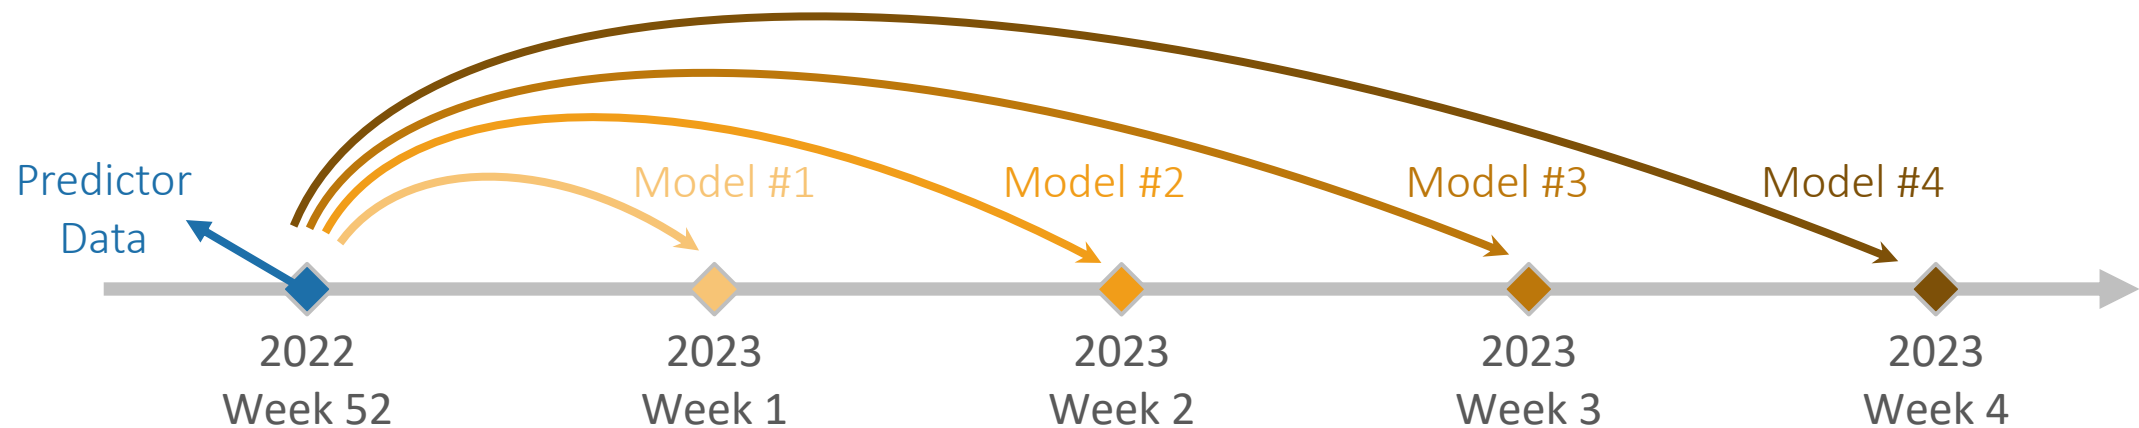 Predictor
Data
Model #1
Model #2
Model #3
Model #4
2022
Week 52
2023
Week 1
2023
Week 2
2023
Week 3
2023
Week 4